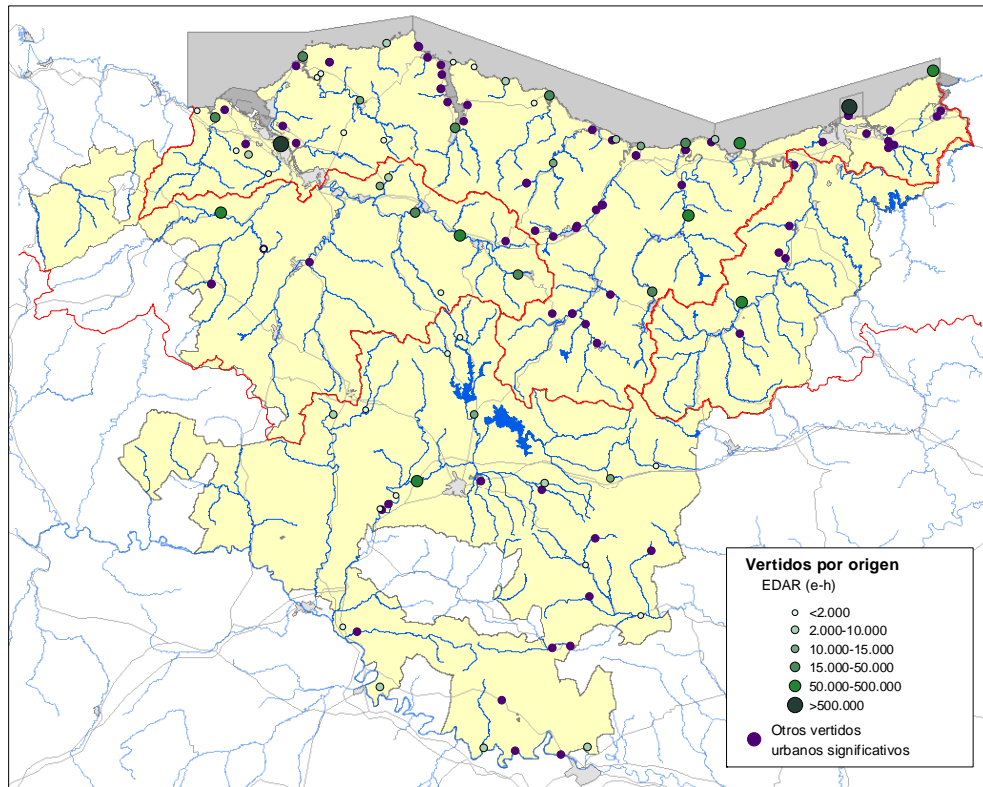 Vertidos por origen
EDAR (e-h)
<2.000
2.000-10.000
10.000-15.000
15.000-50.000
50.000-500.000
>500.000
Otros vertidos
urbanos significativos